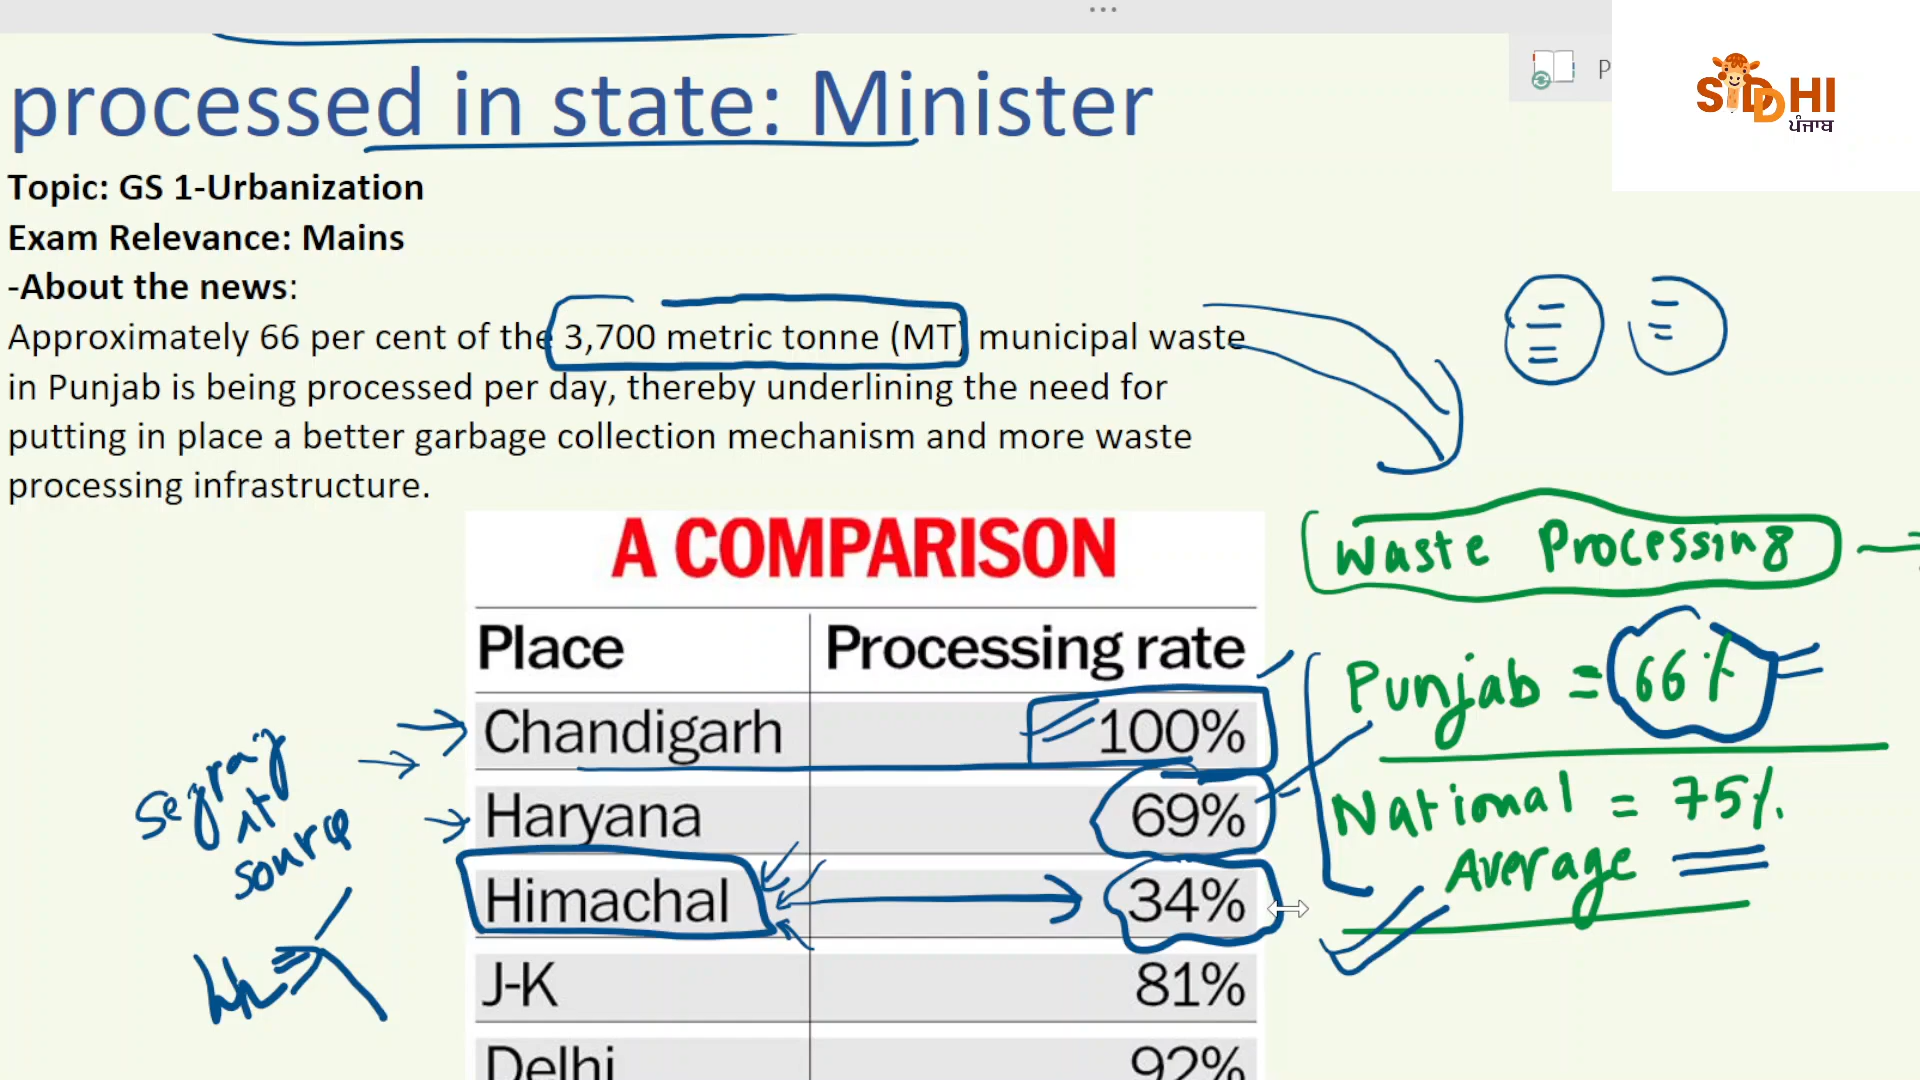 ...
P
SIDDHI
ਪੰਜਾਬ
processed in state: Minister
Topic: GS 1-Urbanization
Exam Relevance: Mains
-About the news:
Approximately 66 per cent of the 3,700 metric tonne (MT) municipal waste
in Punjab is being processed per day, thereby underlining the need for
putting in place a better garbage collection mechanism and more waste
processing infrastructure.
A COMPARISON
Place Processing rate
Chandigarh 100%
Haryana 69%
Himachal 34%
J-K 81%
Delhi 92%
Waste Processing
Punjab = 66%
National = 75%
Average
at
source